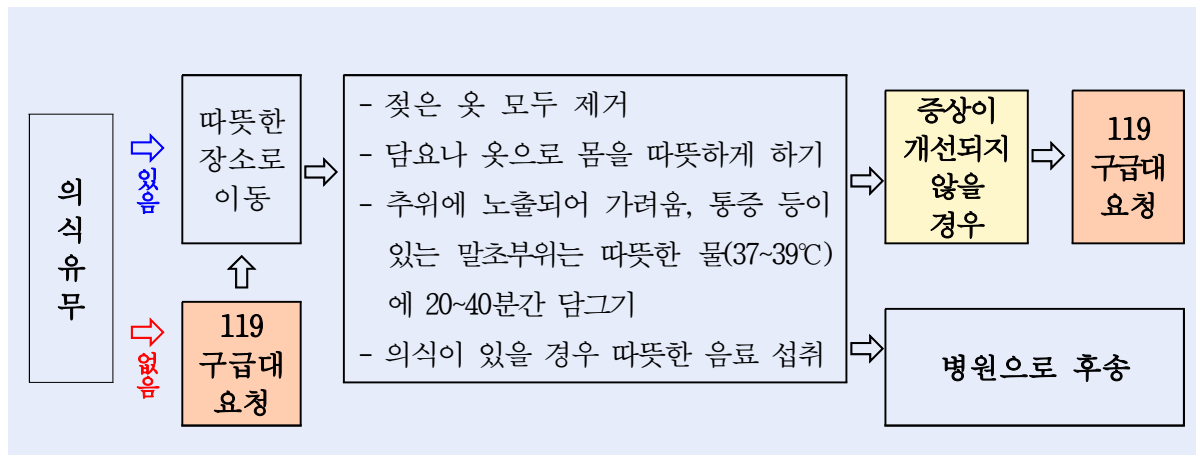 의
식
유
무
있음
없음
따뜻한
장소로
이동
119
구급대
요청
- 젖은 옷 모두 제거
- 담요나 옷으로 몸을 따뜻하게 하기
- 추위에 노출되어 가려움, 통증 등이
있는 말초부위는 따뜻한 물(37~39℃)
에 20~40분간 담그기
- 의식이 있을 경우 따뜻한 음료 섭취
증상이
개선되지
않을
경우
119
구급대
요청
병원으로 후송